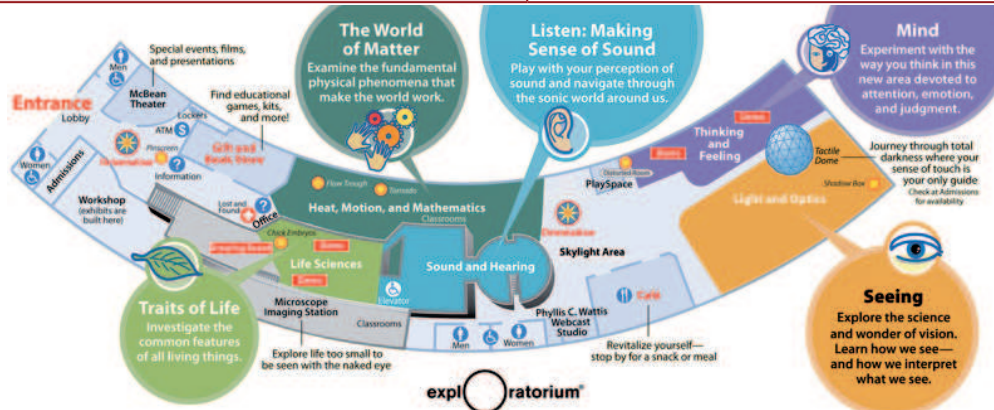 The World
of Matter
Examine the fundamental
physical phenomena that
make the world work.
Listen: Making
Sense of Sound
Play with your perception of
sound and navigate through
the sonic world around us.
Mind
Experiment with the
way you think in this
new area devoted to
attention, emotion,
and judgment.
Special events, films,
and presentations
Men
McBean
Theater
Entrance
Lobby
Find educational
games, kits,
and more!
Lockers
ATM
$
Pinscreen
?
Information
Women
Admissions
Workshop
(exhibits are
built here)
Lost and
Found
?
Office
Flow Trough
Tornado
Heat, Motion, and Mathematics
Classrooms
Chick Embryos
Life Sciences
Sound and Hearing
Elevator
Thinking
and
Feeling
Distorted Room
PlaySpace
Skylight Area
Tactile
Dome
Shadow Box
Light and Optics
Journey through total
darkness where your
sense of touch is
your only guide
Check at Admissions
for availability
Traits of Life
Investigate the
common features
of all living things.
Microscope
Imaging Station
Classrooms
Explore life too small to
be seen with the naked eye
Men
Women
Phyllis C. Wattis
Webcast
Studio
Café
Revitalize yourself—
stop by for a snack or meal
Seeing
Explore the science
and wonder of vision.
Learn how we see—
and how we interpret
what we see.
exploratorium®